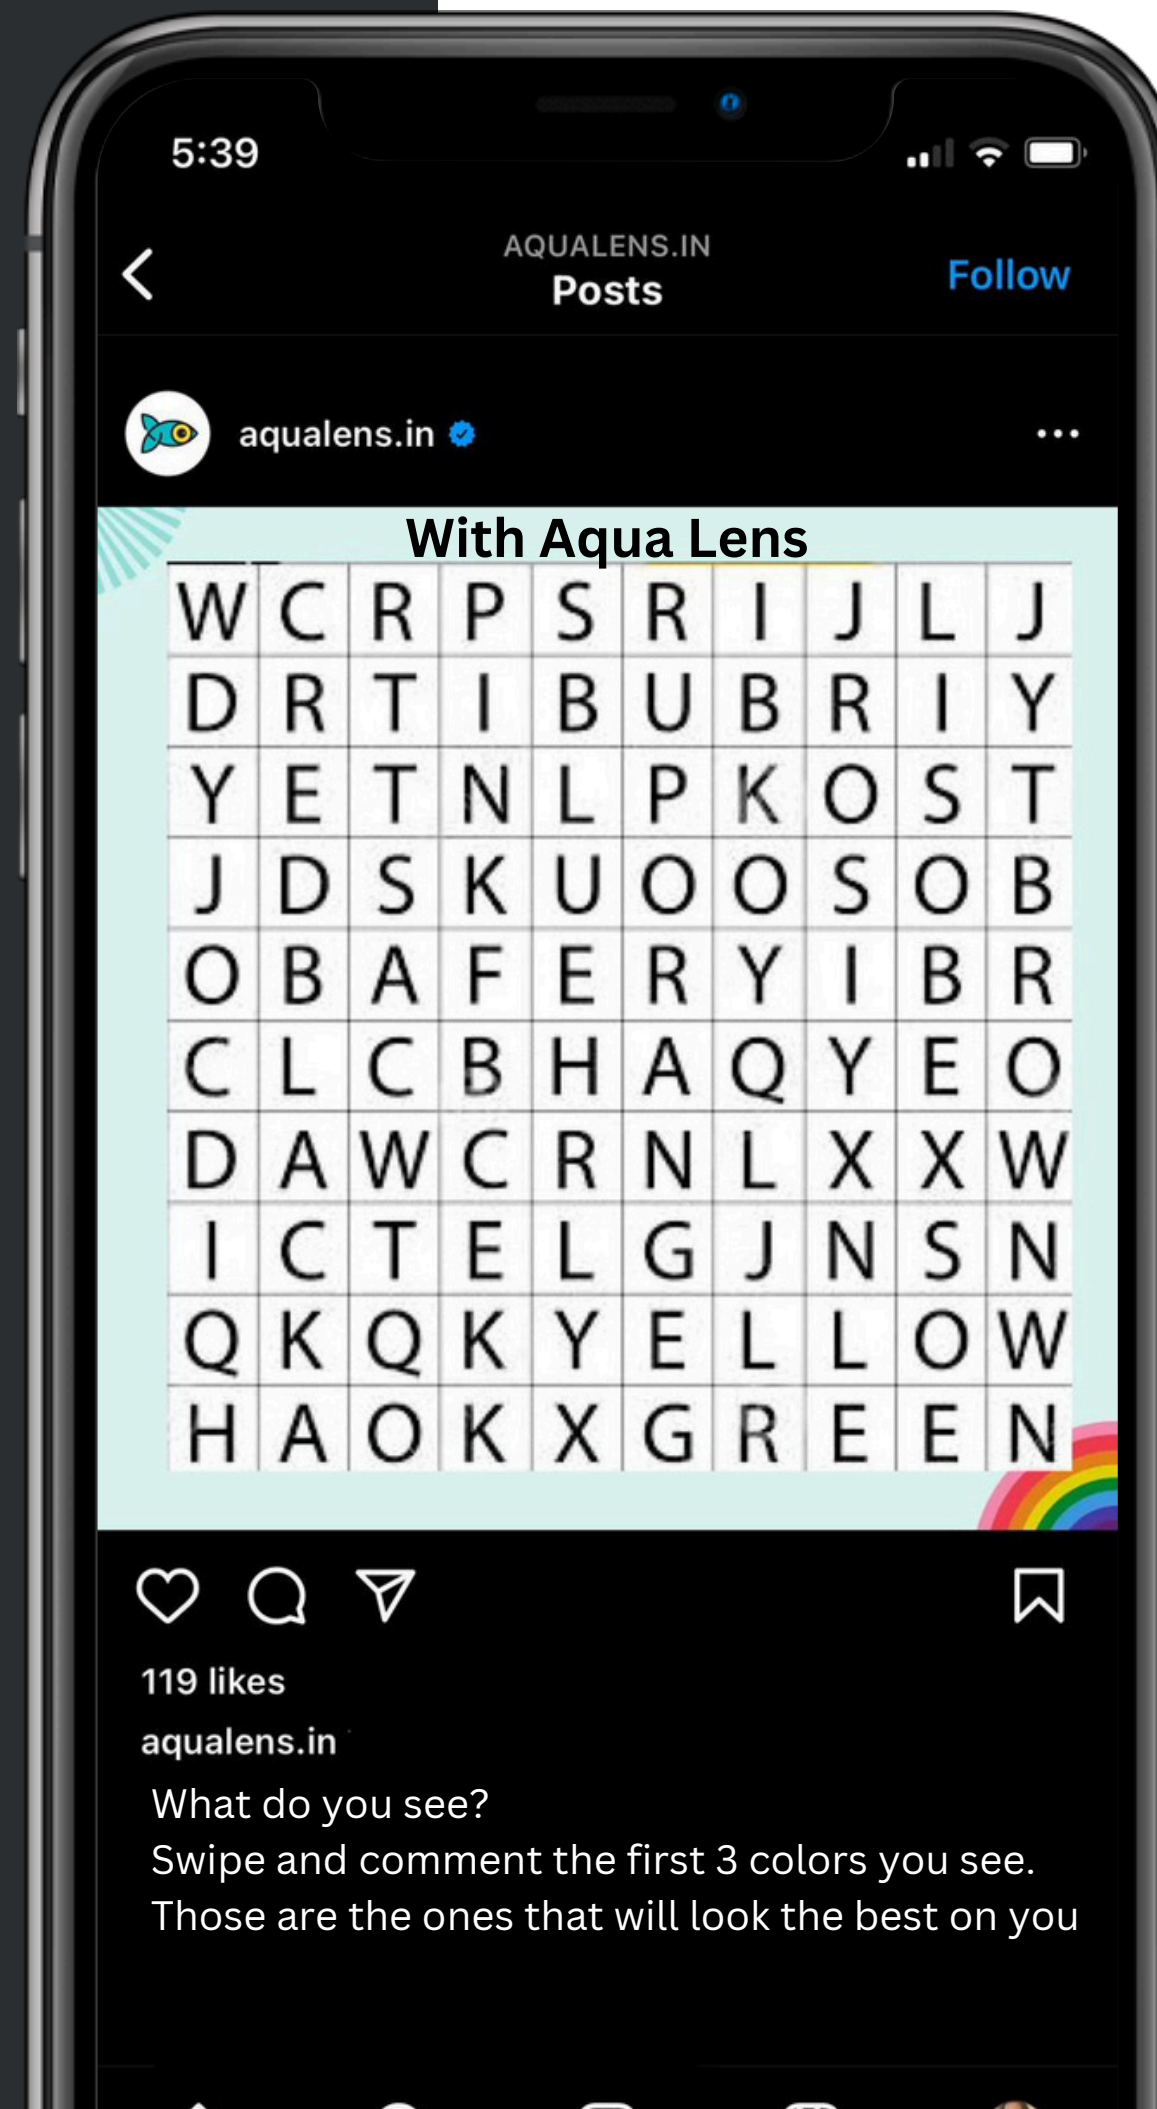 5:39
AQUALENS.IN
Posts
Follow
aqualens.in
With Aqua Lens
W C R P S R I J L J
D R T I B U B R I Y
Y E T N L P K O S T
J D S K U O O S O B
O B A F E R Y I B R
C L C B H A Q Y E O
D A W C R N L X X W
I C T E L G J N S N
Q K Q K Y E L L O W
H A O K X G R E E N
119 likes
aqualens.in
What do you see?
Swipe and comment the first 3 colors you see.
Those are the ones that will look the best on you